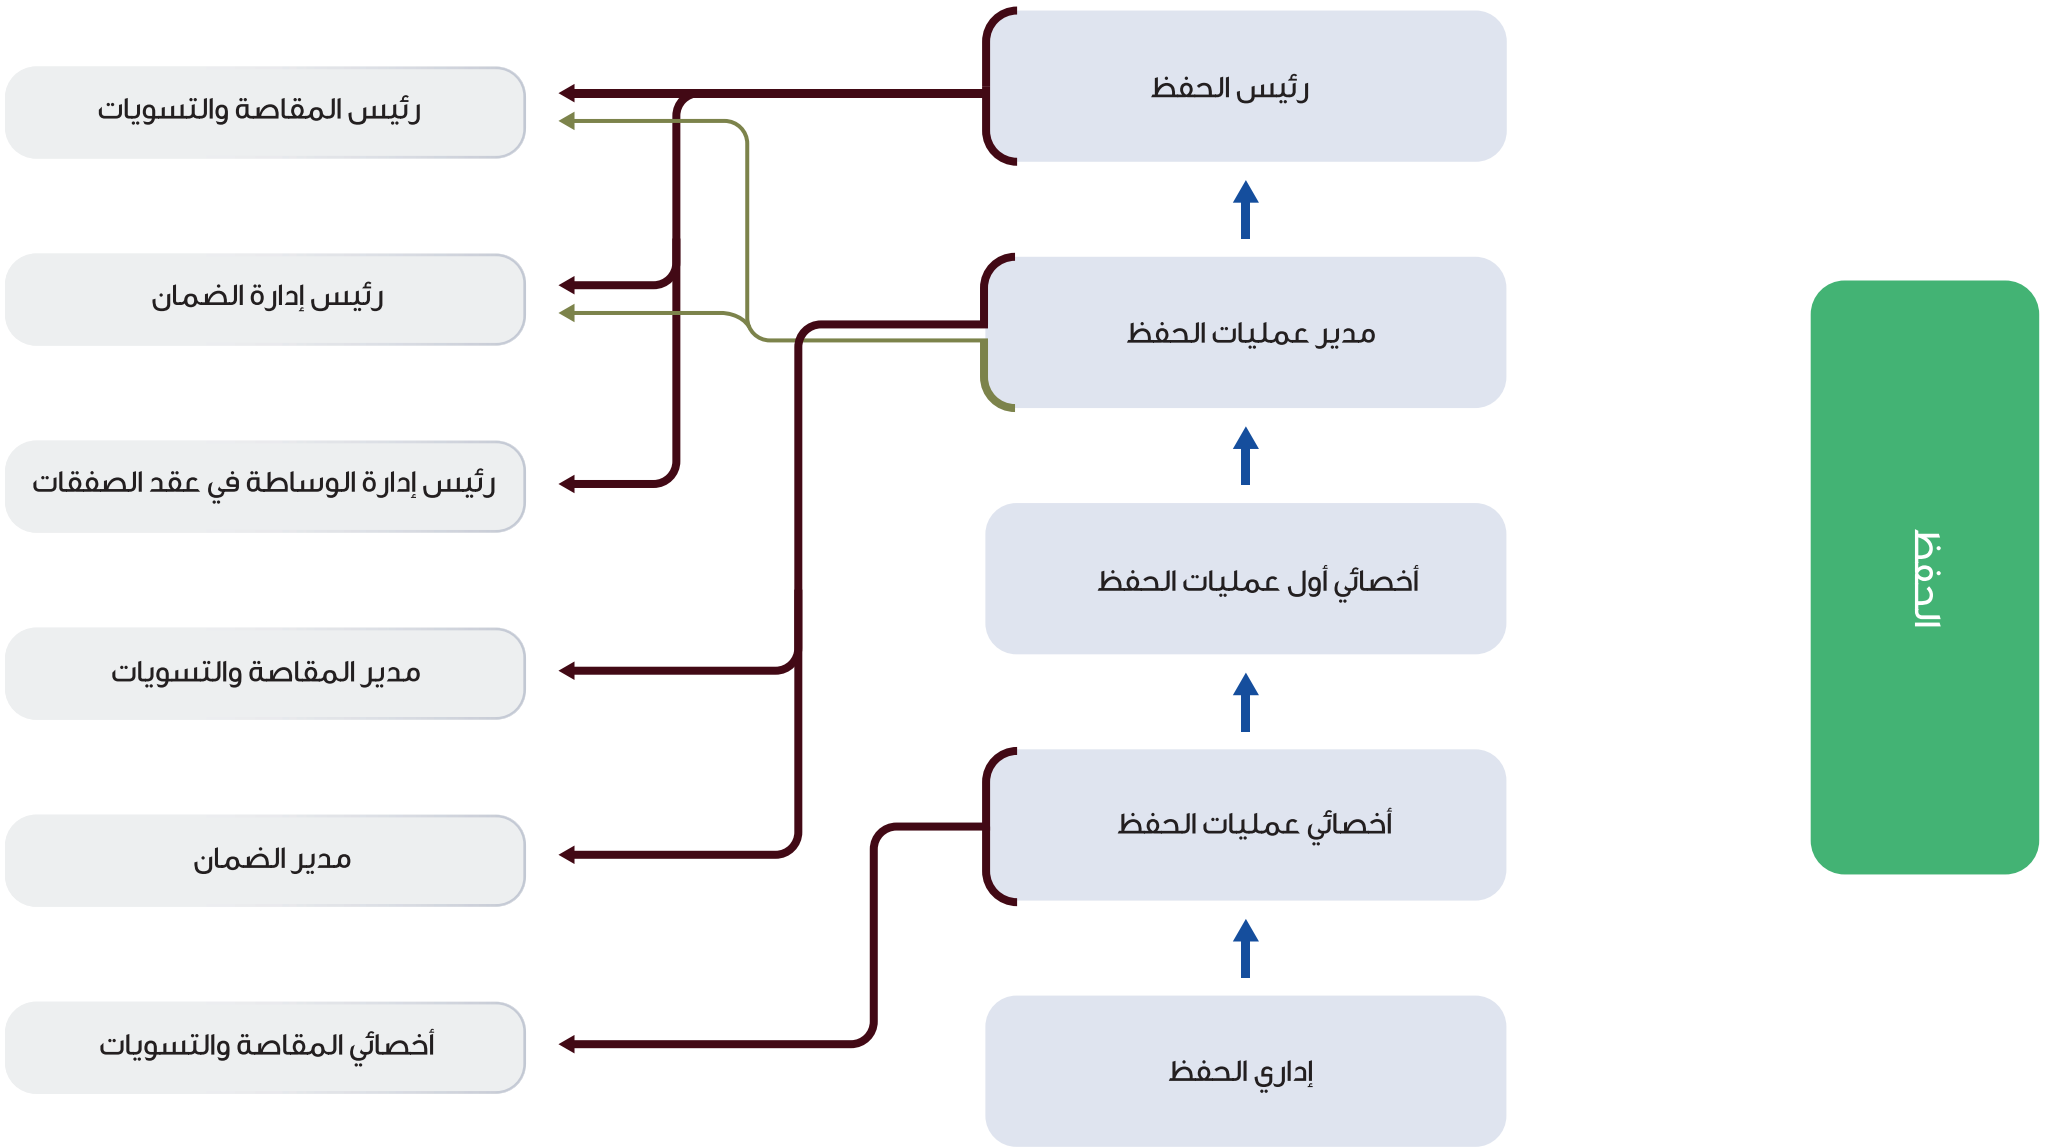 الحفظ
رئيس الحفظ
مدير عمليات الحفظ
أخصائي أول عمليات الحفظ
أخصائي عمليات الحفظ
إداري الحفظ
رئيس المقاصة والتسويات
رئيس إدارة الضمان
رئيس إدارة الوساطة في عقد الصفقات
مدير المقاصة والتسويات
مدير الضمان
أخصائي المقاصة والتسويات